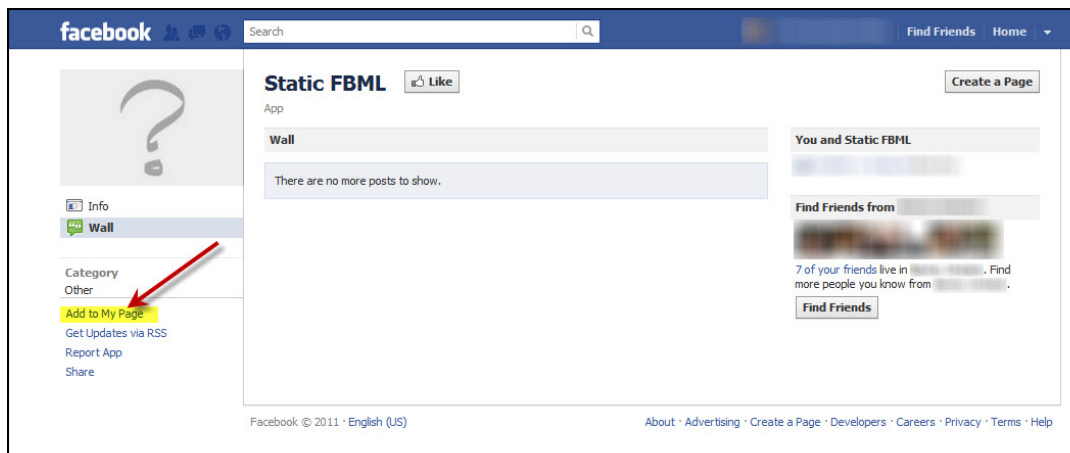 facebook
Search
Find Friends
Home
Static FBML
Like
Create a Page
App
Wall
There are no more posts to show.
You and Static FBML
Find Friends from
7 of your friends live in . Find
more people you know from .
Find Friends
Info
Wall
Category
Other
Add to My Page
Get Updates via RSS
Report App
Share
Facebook © 2011 · English (US)
About · Advertising · Create a Page · Developers · Careers · Privacy · Terms · Help